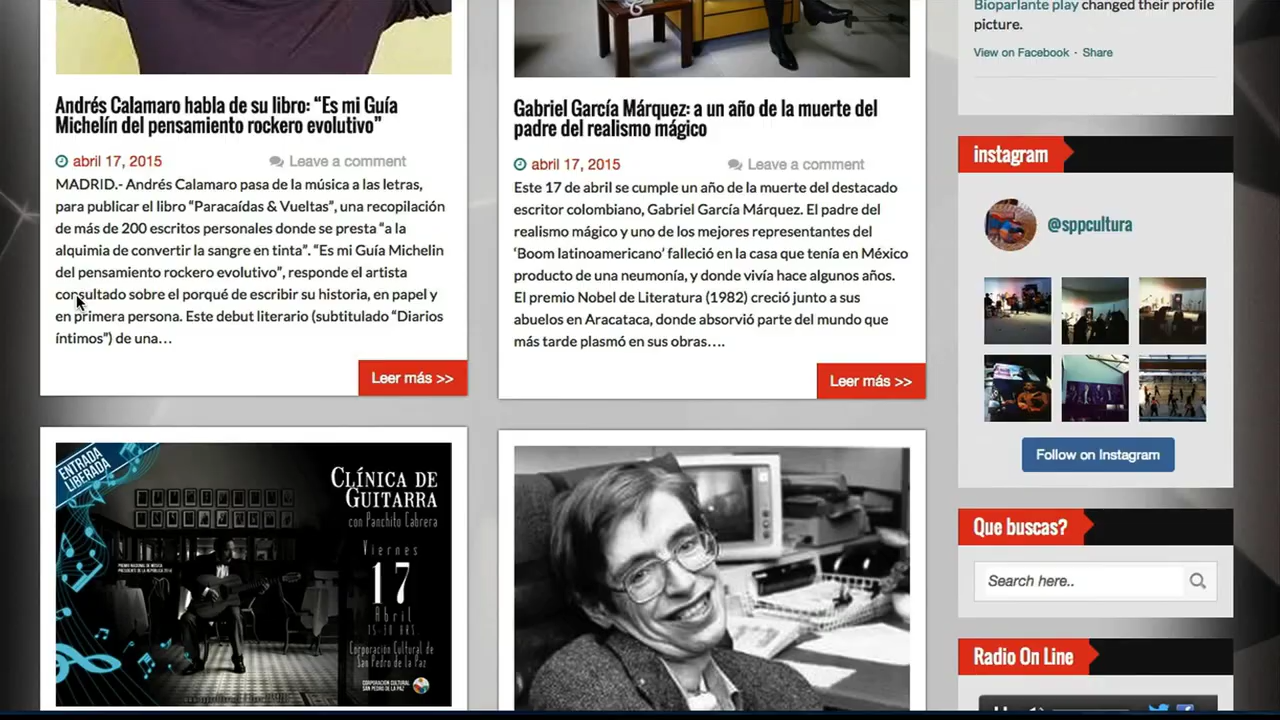 Andrés Calamaro habla de su libro: “Es mi Guía
Michelín del pensamiento rockero evolutivo”
abril 17, 2015
Leave a comment
MADRID.- Andrés Calamaro pasa de la música a las letras,
para publicar el libro “Paracaídas & Vueltas”, una recopilación
de más de 200 escritos personales donde se presta “a la
alquimia de convertir la sangre en tinta”. “Es mi Guía Michelin
del pensamiento rockero evolutivo”, responde el artista
consultado sobre el porqué de escribir su historia, en papel y
en primera persona. Este debut literario (subtitulado “Diarios
íntimos”) de una…
Leer más >>
Gabriel García Márquez: a un año de la muerte del
padre del realismo mágico
abril 17, 2015
Leave a comment
Este 17 de abril se cumple un año de la muerte del destacado
escritor colombiano, Gabriel García Márquez. El padre del
realismo mágico y uno de los mejores representantes del
‘Boom latinoamericano’ falleció en la casa que tenía en México
producto de una neumonía, y donde vivía hace algunos años.
El premio Nobel de Literatura (1982) creció junto a sus
abuelos en Aracataca, donde absorvió parte del mundo que
más tarde plasmó en sus obras….
Leer más >>
ENTRADA
LIBERADA
CLÍNICA DE
GUITARRA
con Panchito Cabrera
Viernes
17
Abril
15:30 HRS.
Corporación Cultural de
San Pedro de la Paz
CORPORACIÓN CULTURAL
SAN PEDRO DE LA PAZ
Bioparlante play changed their profile
picture.
View on Facebook · Share
instagram
@sppcultura
Follow on Instagram
Que buscas?
Search here..
Radio On Line